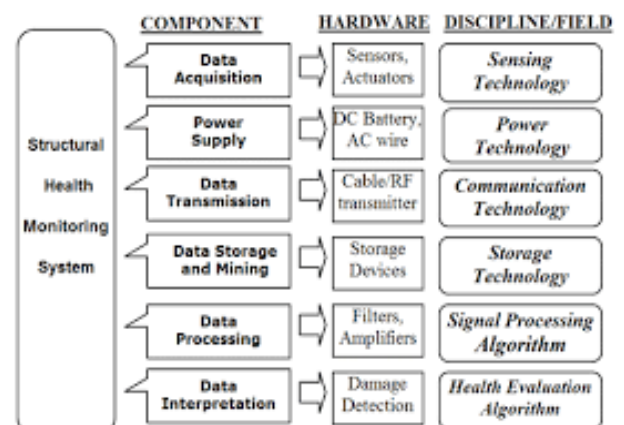 COMPONENT
HARDWARE
DISCIPLINE/FIELD
Structural
Health
Monitoring
System
Data
Acquisition
Sensors,
Actuators
Sensing
Technology
Power
Supply
DC Battery,
AC wire
Power
Technology
Data
Transmission
Cable/RF
transmitter
Communication
Technology
Data Storage
and Mining
Storage
Devices
Storage
Technology
Data
Processing
Filters,
Amplifiers
Signal Processing
Algorithm
Data
Interpretation
Damage
Detection
Health Evaluation
Algorithm